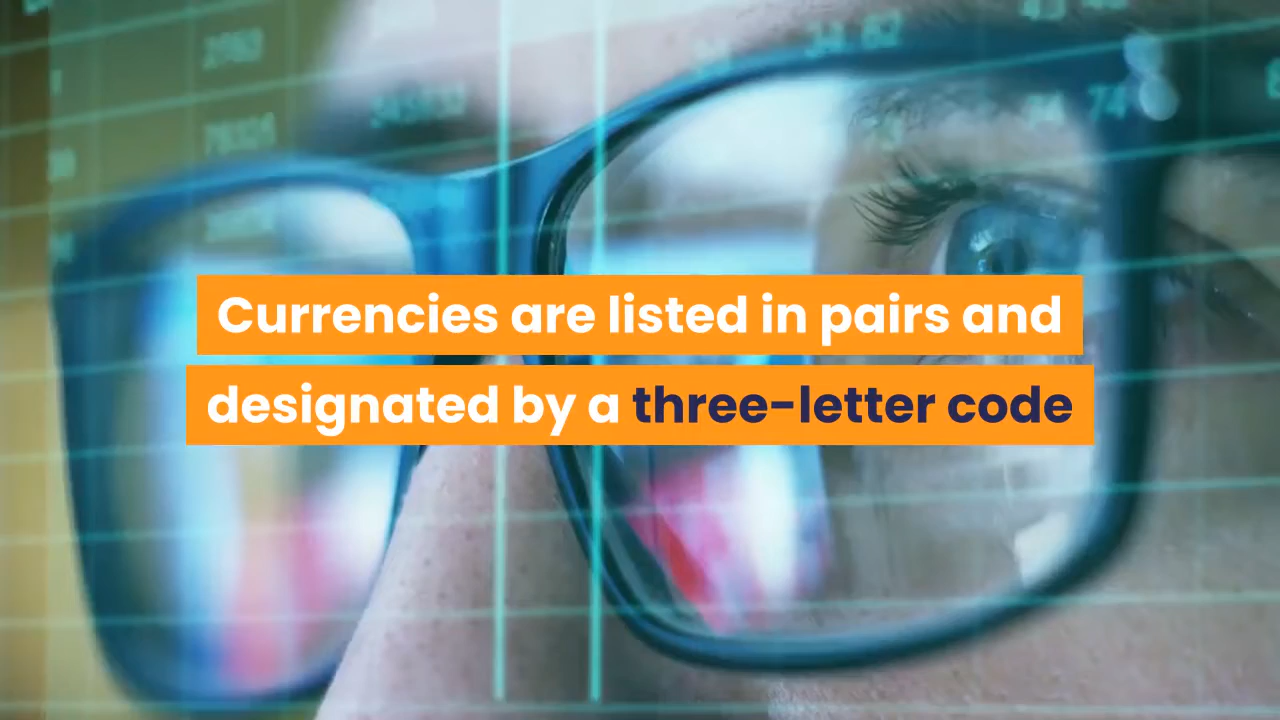 Currencies are listed in pairs and
designated by a three-letter code